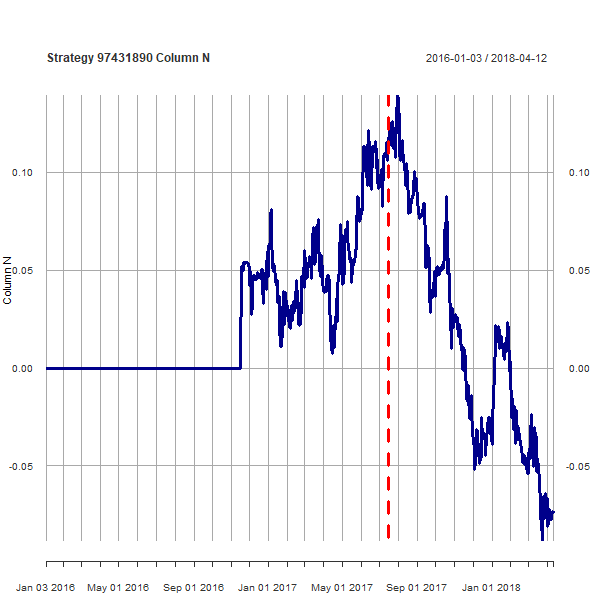 Strategy 97431890 Column N 2016-01-03 / 2018-04-12
0.10 0.10
0.05 0.05
0.00 0.00
-0.05 -0.05
Column N
Jan 03 2016 May 01 2016 Sep 01 2016 Jan 01 2017 May 01 2017 Sep 01 2017 Jan 01 2018